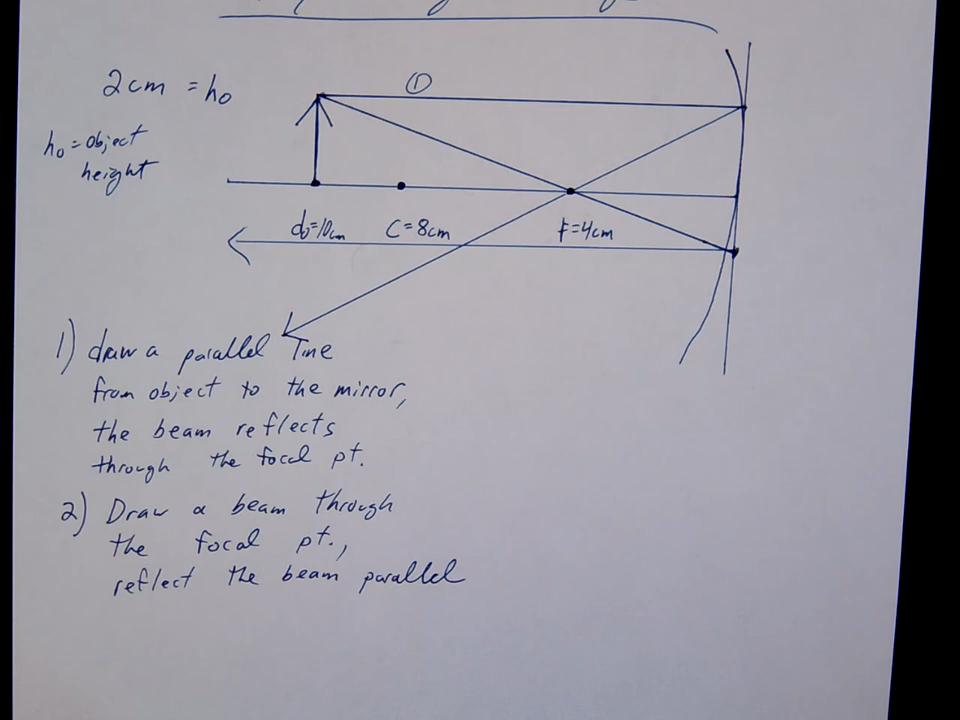 2cm = ho
①
ho = object
height
do=10cm C=8cm F=4cm
1) draw a parallel line
from object to the mirror,
the beam reflects
through the focal pt.
2) Draw a beam through
the focal pt.,
reflect the beam parallel